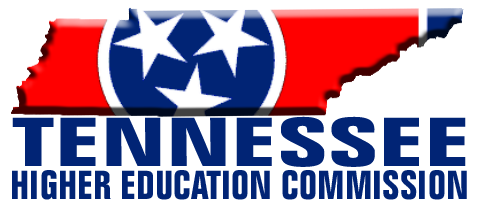 TENNESSEE
HIGHER EDUCATION COMMISSION